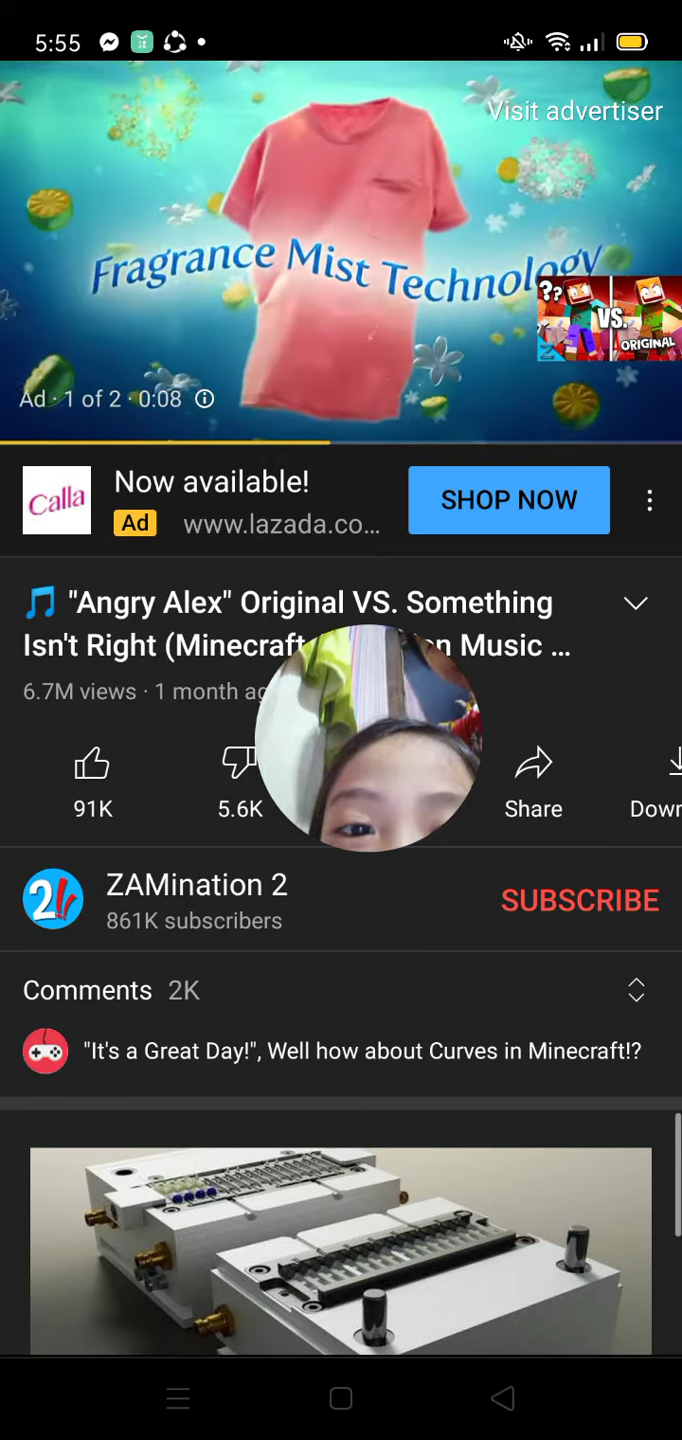 5:55
Visit advertiser
Fragrance Mist Technology
??
VS.
ORIGINAL
Ad · 1 of 2 · 0:08
Calla
Now available!
SHOP NOW
Ad www.lazada.co...
"Angry Alex" Original VS. Something
Isn't Right (Minecraft Music ...
6.7M views · 1 month
91K
5.6K
Share
Down
2!!
ZAMination 2
SUBSCRIBE
861K subscribers
Comments 2K
"It's a Great Day!", Well how about Curves in Minecraft!?